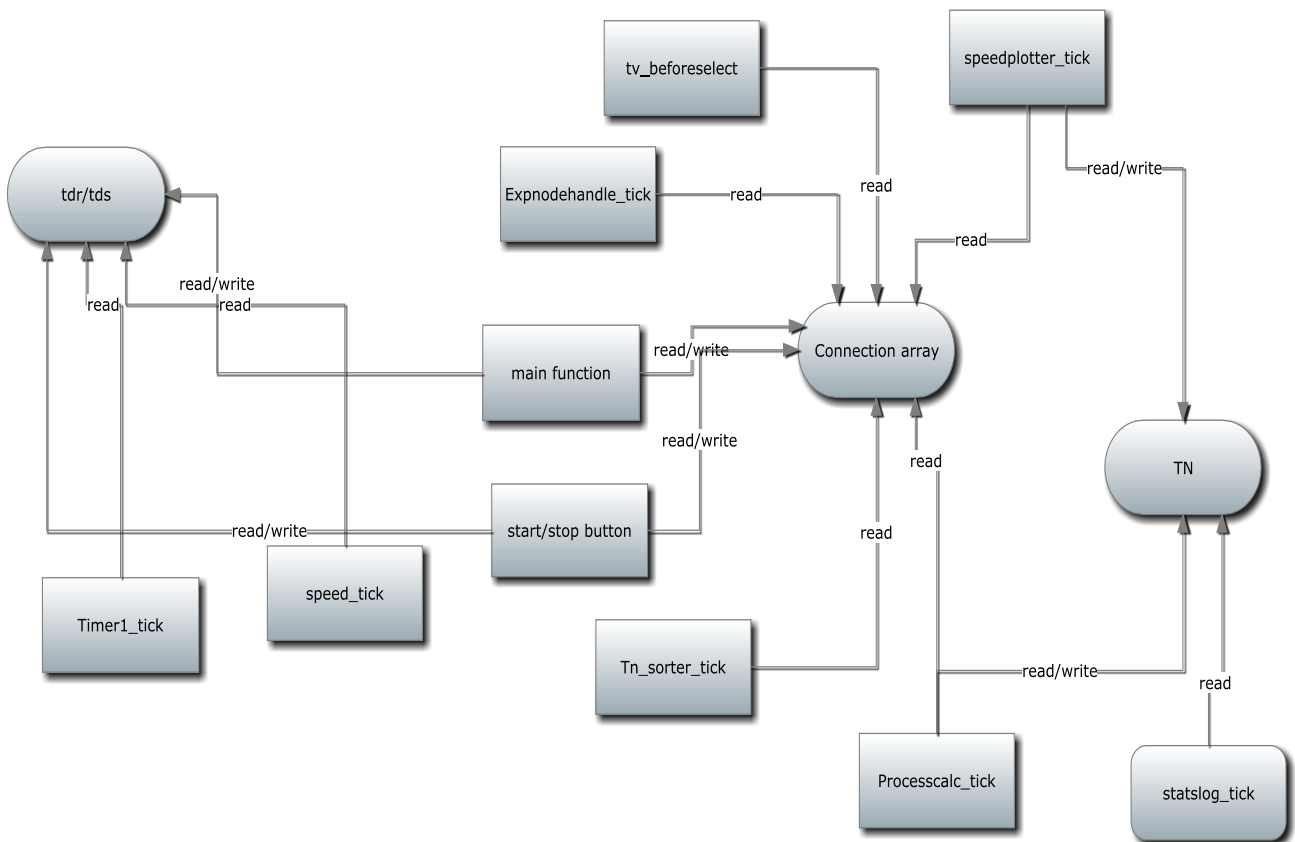 speedplotter_tick
tv_beforeselect
read/write
read
Expnodehandle_tick
read
tdr/tds
read
read/write
read
read
Connection array
read/write
main function
read/write
read
TN
read/write
start/stop button
read
speed_tick
Timer1_tick
Tn_sorter_tick
read/write
read
Processcalc_tick
statslog_tick